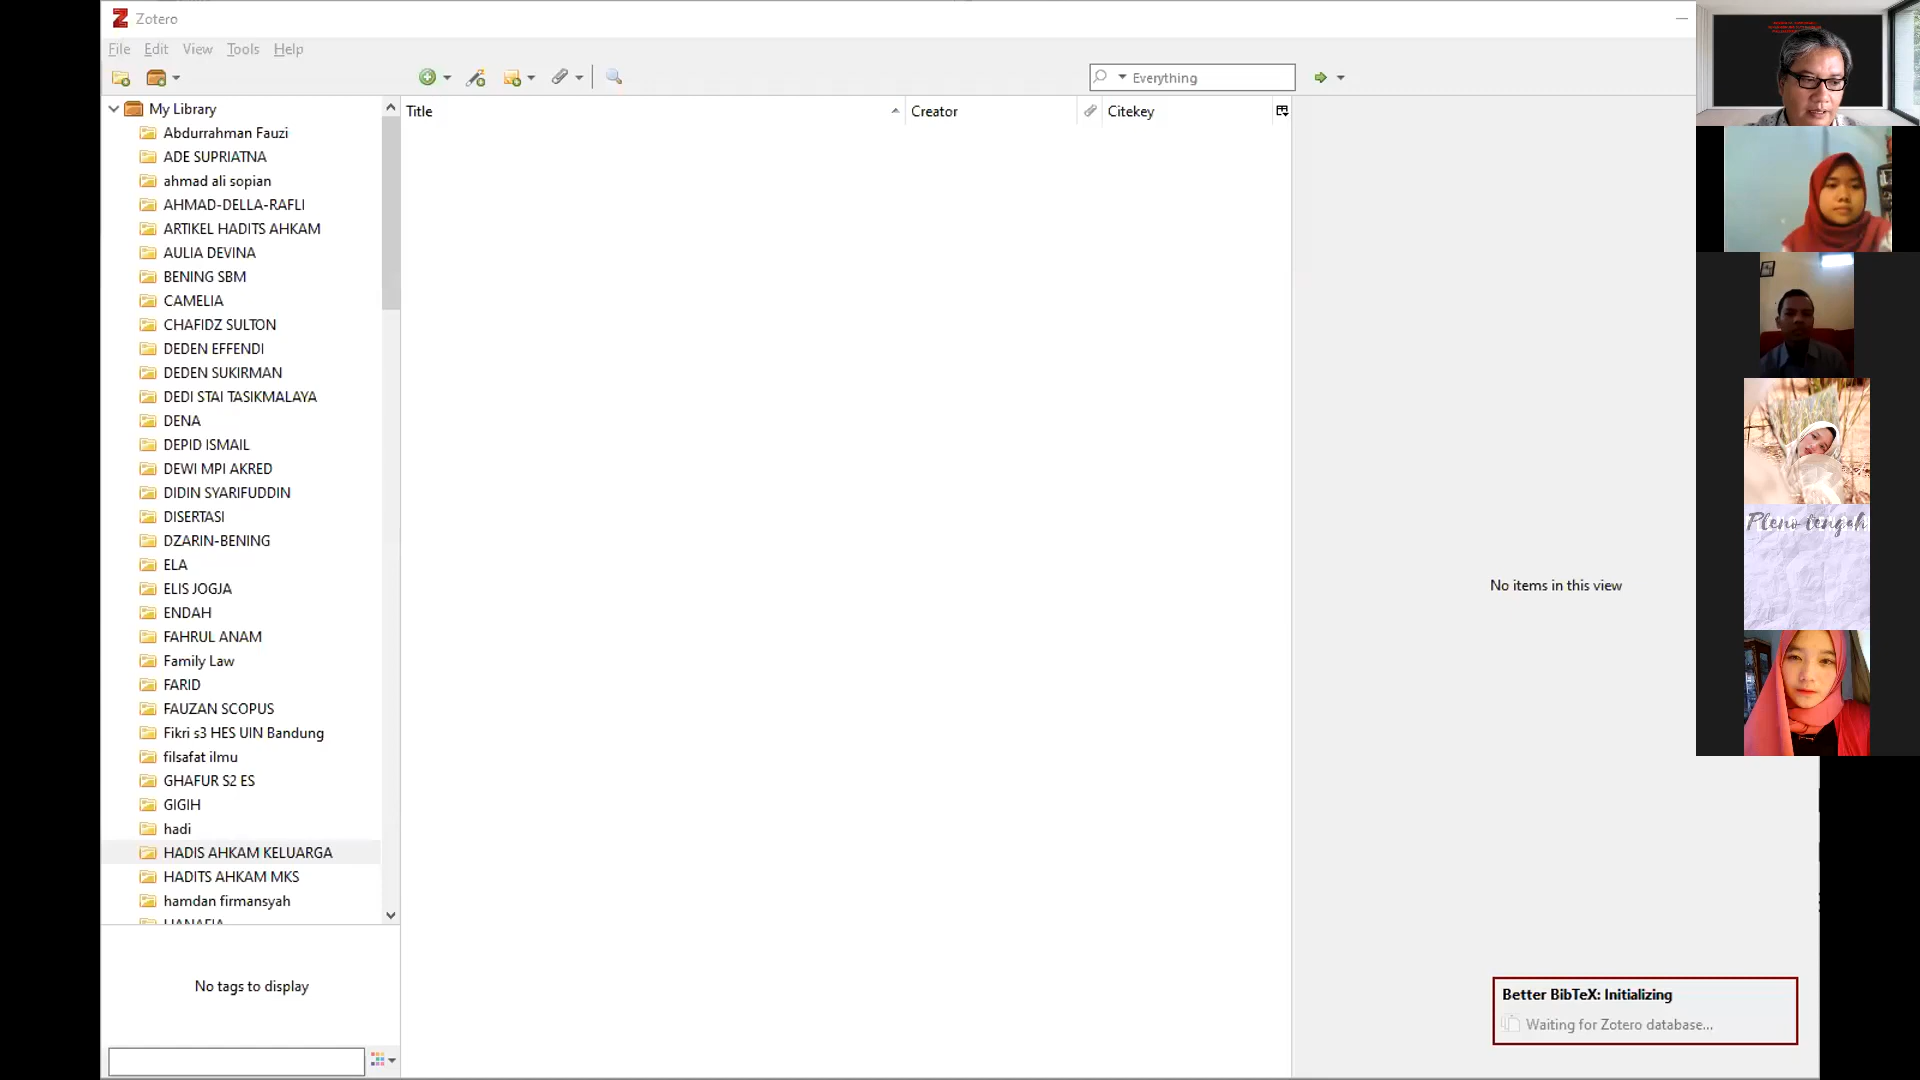 Zotero
File Edit View Tools Help
Everything
My Library
Abdurrahman Fauzi
ADE SUPRIATNA
ahmad ali sopian
AHMAD-DELLA-RAFLI
ARTIKEL HADITS AHKAM
AULIA DEVINA
BENING SBM
CAMELIA
CHAFIDZ SULTON
DEDEN EFFENDI
DEDEN SUKIRMAN
DEDI STAI TASIKMALAYA
DENA
DEPID ISMAIL
DEWI MPI AKRED
DIDIN SYARIFUDDIN
DISERTASI
DZARIN-BENING
ELA
ELIS JOGJA
ENDAH
FAHRUL ANAM
Family Law
FARID
FAUZAN SCOPUS
Fikri s3 HES UIN Bandung
filsafat ilmu
GHAFUR S2 ES
GIGIH
hadi
HADIS AHKAM KELUARGA
HADITS AHKAM MKS
hamdan firmansyah
No tags to display
Title Creator Citekey
No items in this view
Better BibTeX: Initializing
Waiting for Zotero database...
Pleno tengah